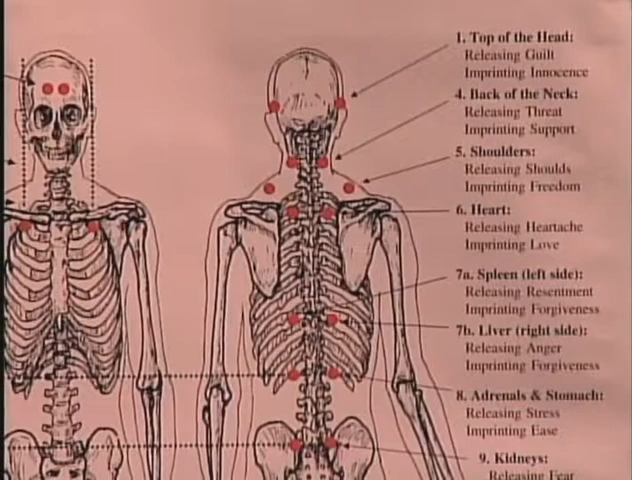 1. Top of the Head:
Releasing Guilt
Imprinting Innocence
4. Back of the Neck:
Releasing Threat
Imprinting Support
5. Shoulders:
Releasing Shoulds
Imprinting Freedom
6. Heart:
Releasing Heartache
Imprinting Love
7a. Spleen (left side):
Releasing Resentment
Imprinting Forgiveness
7b. Liver (right side):
Releasing Anger
Imprinting Forgiveness
8. Adrenals & Stomach:
Releasing Stress
Imprinting Ease
9. Kidneys:
Releasing Fear